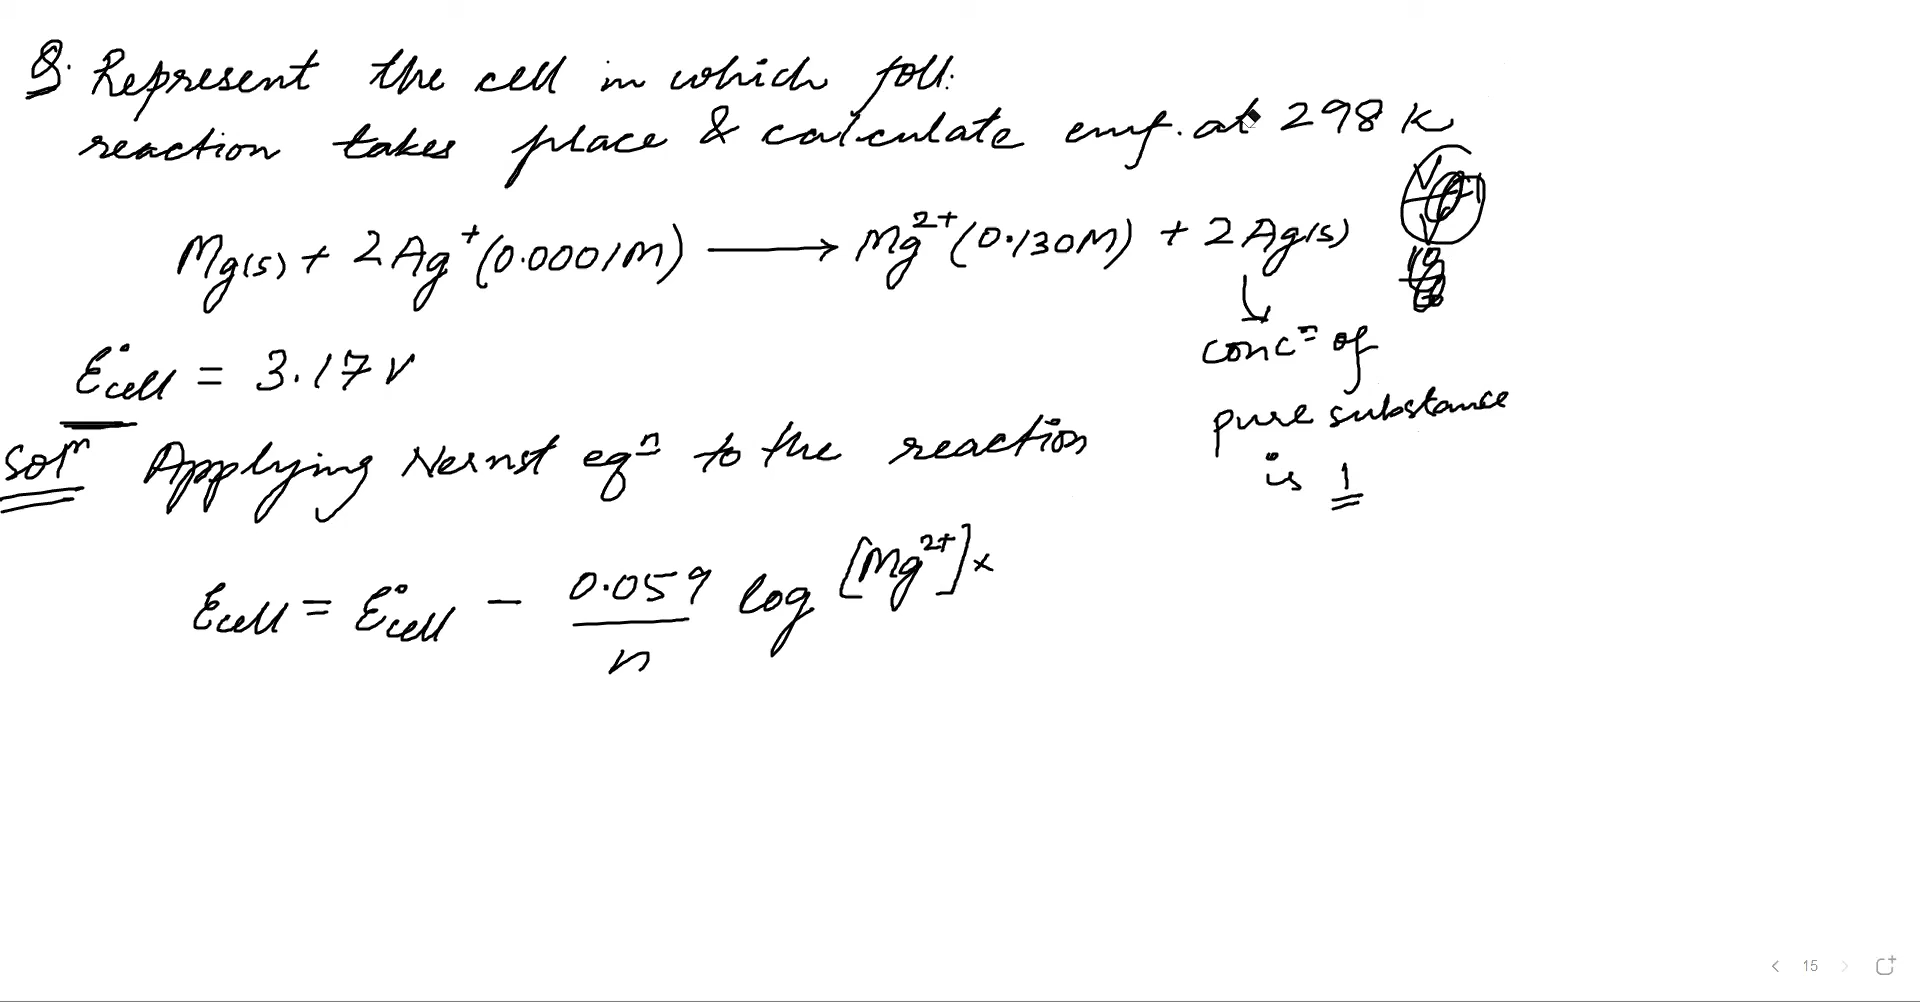 Q. Represent the cell in which foll:
reaction takes place & calculate emf. at 298 K
Mg(s) + 2Ag⁺(0.0001M) ⟶ Mg²⁺(0.130M) + 2Ag(s)
↳ concⁿ of
pure substance
is 1
E°cell = 3.17 V
Solⁿ Applying Nernst eqⁿ to the reaction
Ecell = E°cell − 0.059/n log [Mg²⁺]×
15